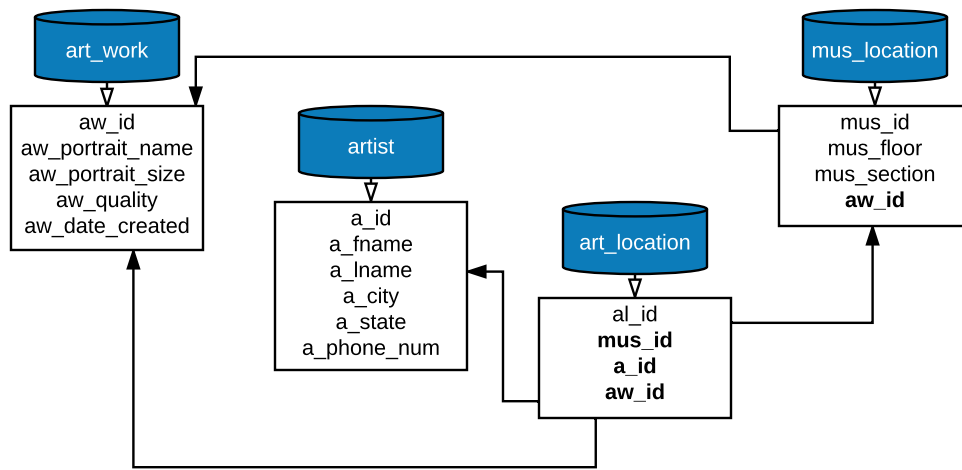 art_work
aw_id
aw_portrait_name
aw_portrait_size
aw_quality
aw_date_created
artist
a_id
a_fname
a_lname
a_city
a_state
a_phone_num
art_location
al_id
mus_id
a_id
aw_id
mus_location
mus_id
mus_floor
mus_section
aw_id